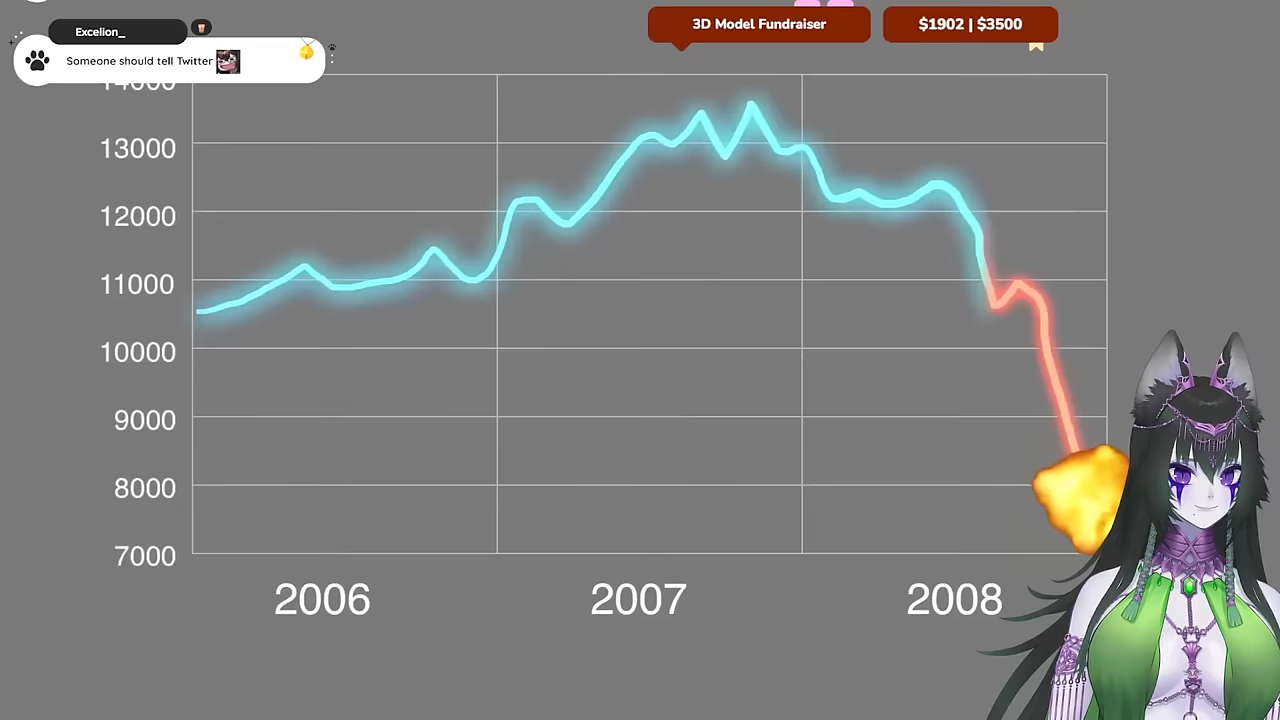 Excelion_
Someone should tell Twitter
3D Model Fundraiser
$1902 | $3500
14000
13000
12000
11000
10000
9000
8000
7000
2006
2007
2008